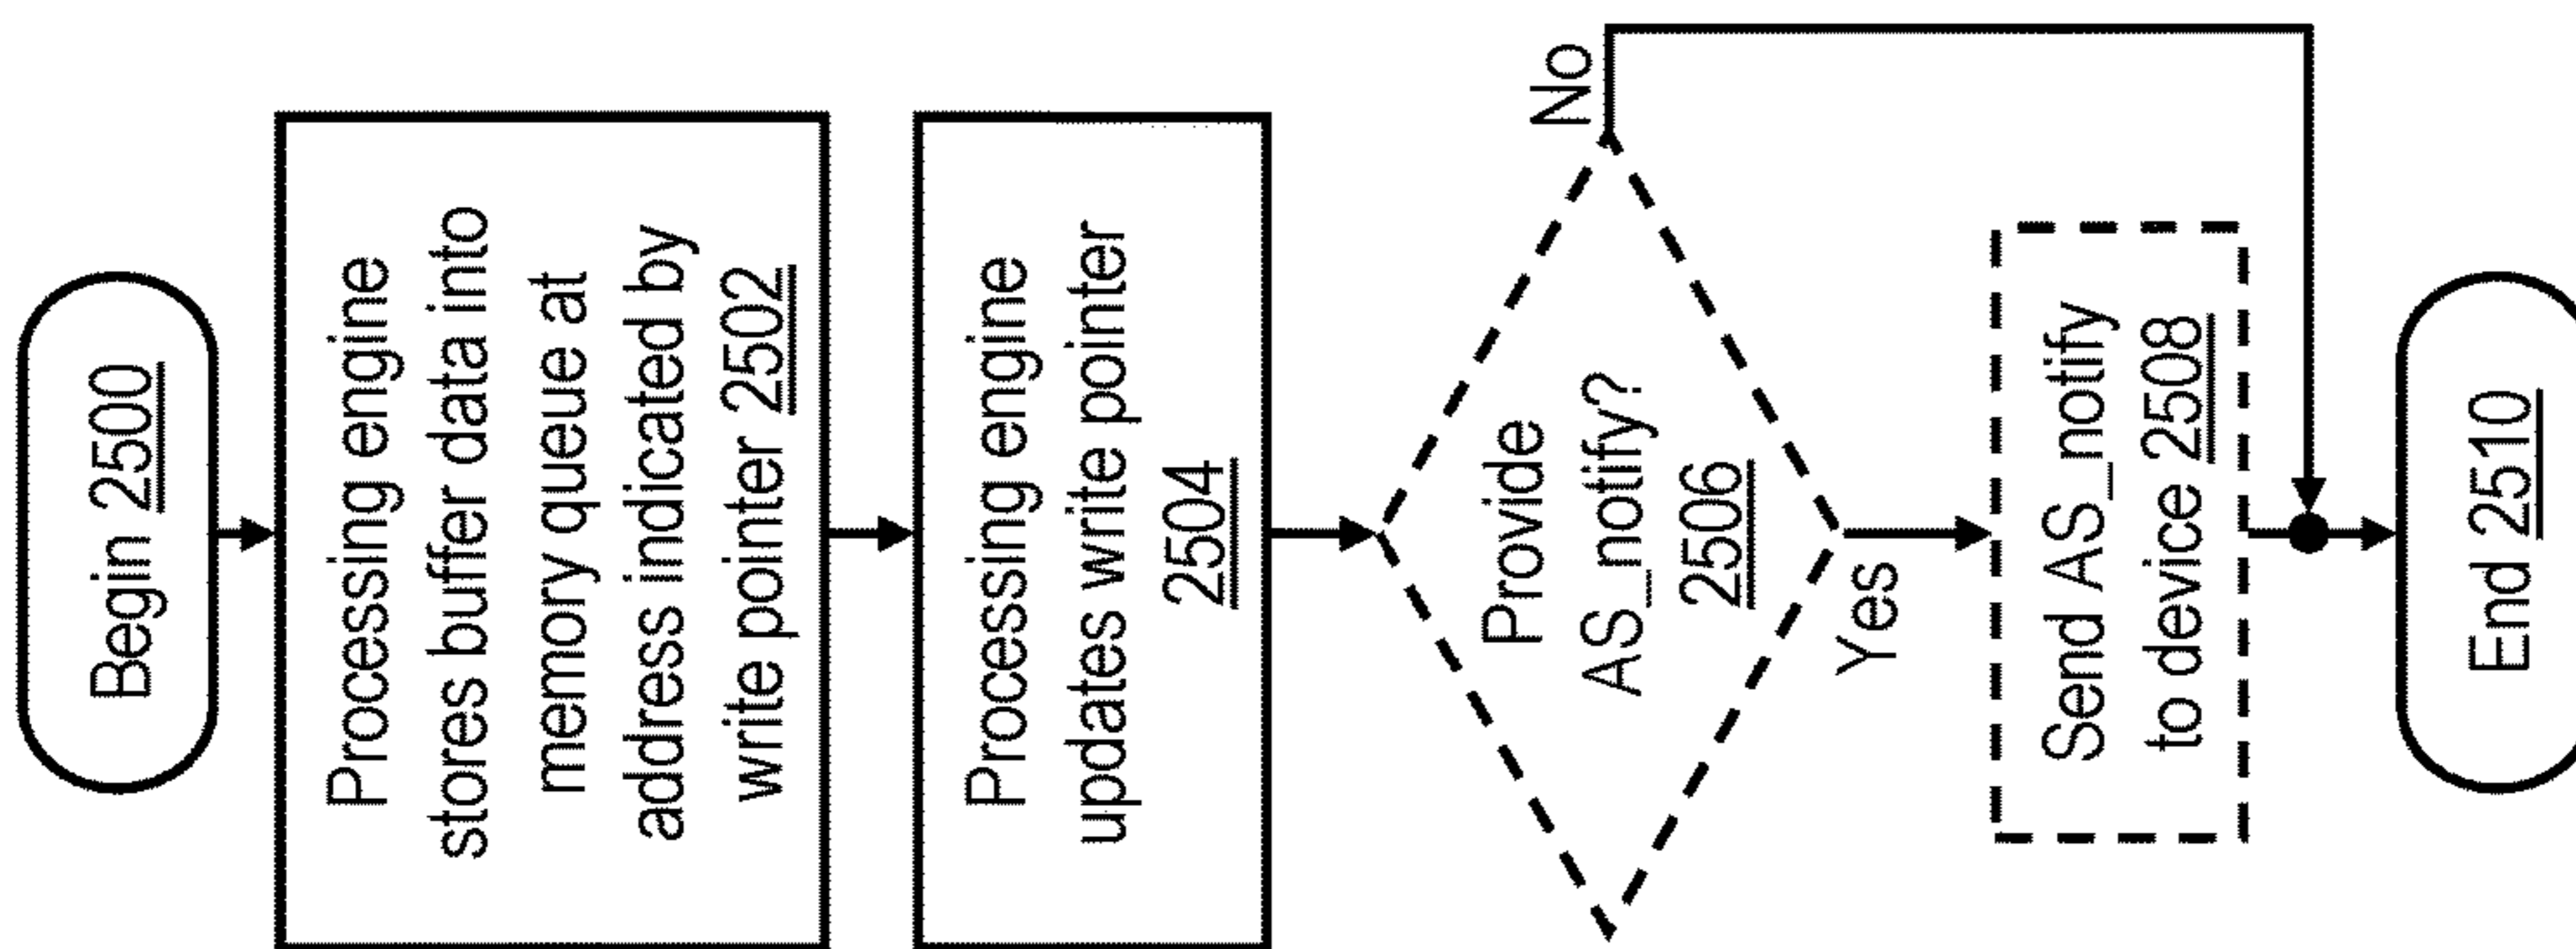 Begin 2500
Processing engine
stores buffer data into
memory queue at
address indicated by
write pointer 2502
Processing engine
updates write pointer
2504
Provide
AS_notify?
2506
No
Yes
Send AS_notify
to device 2508
End 2510